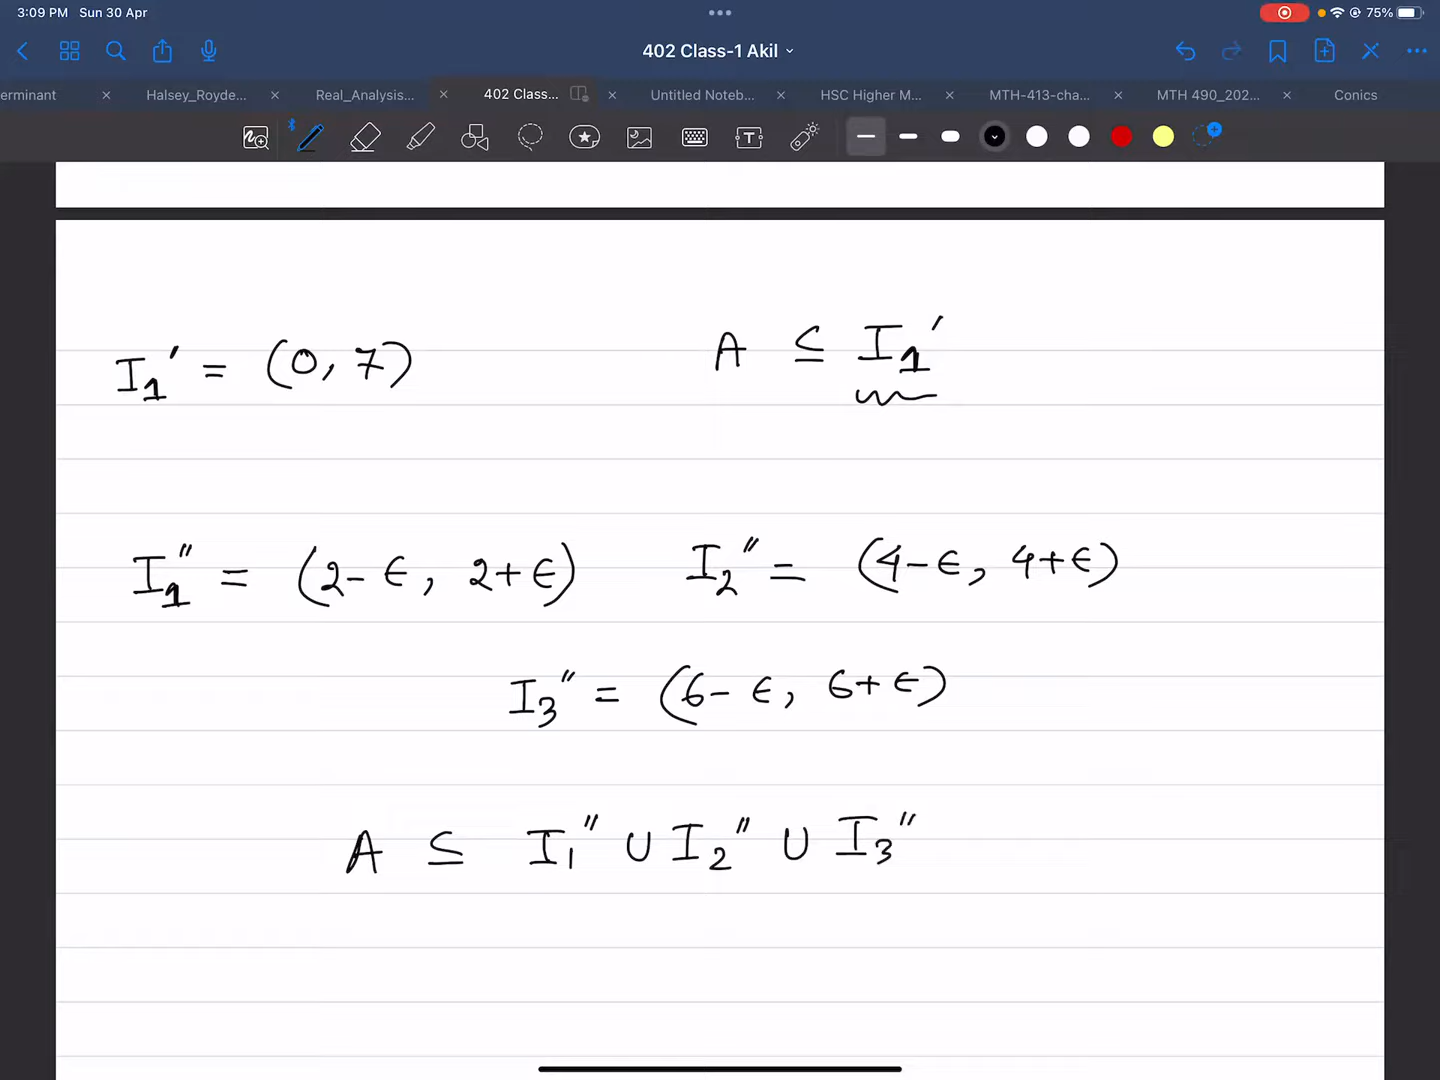 3:09 PM Sun 30 Apr
75%
402 Class-1 Akil
erminant
Halsey_Royde...
Real_Analysis...
402 Class...
Untitled Noteb...
HSC Higher M...
MTH-413-cha...
MTH 490_202...
Conics
I₁′ = (0, 7) A ⊆ I₁′
I₁″ = (2-ϵ, 2+ϵ) I₂″ = (4-ϵ, 4+ϵ)
I₃″ = (6-ϵ, 6+ϵ)
A ⊆ I₁″ ∪ I₂″ ∪ I₃″